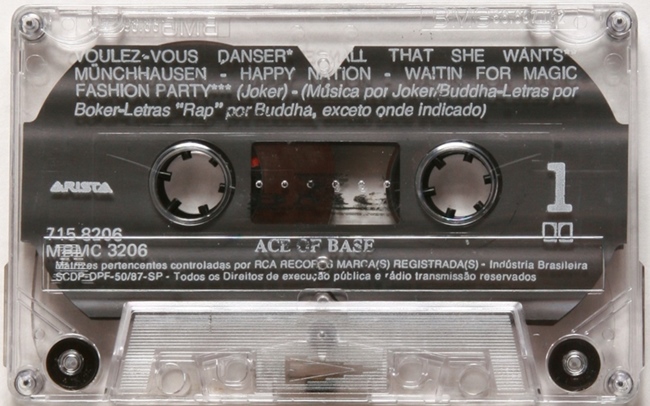 VOULEZ-VOUS DANSER* ALL THAT SHE WANTS**
MÜNCHHAUSEN - HAPPY NATION - WAITIN FOR MAGIC
FASHION PARTY*** (Joker) - (Música por Joker/Buddha-Letras por
Boker-Letras "Rap" por Buddha, exceto onde indicado)
ARISTA
1
715 8206
MBMC 3206
ACE OF BASE
Matrizes pertencentes controladas por RCA RECORDS MARCA(S) REGISTRADA(S) - Indústria Brasileira
SCDP-DPF-50/87-SP - Todos os Direitos de execução pública e rádio transmissão reservados